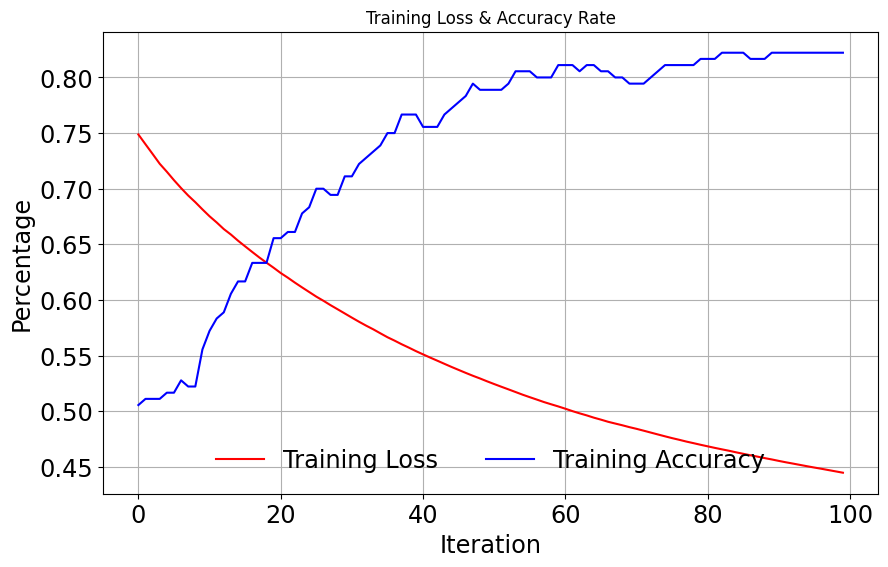 Training Loss & Accuracy Rate
0.80
0.75
0.70
0.65
0.60
0.55
0.50
0.45
Percentage
Training Loss
Training Accuracy
0 20 40 60 80 100
Iteration